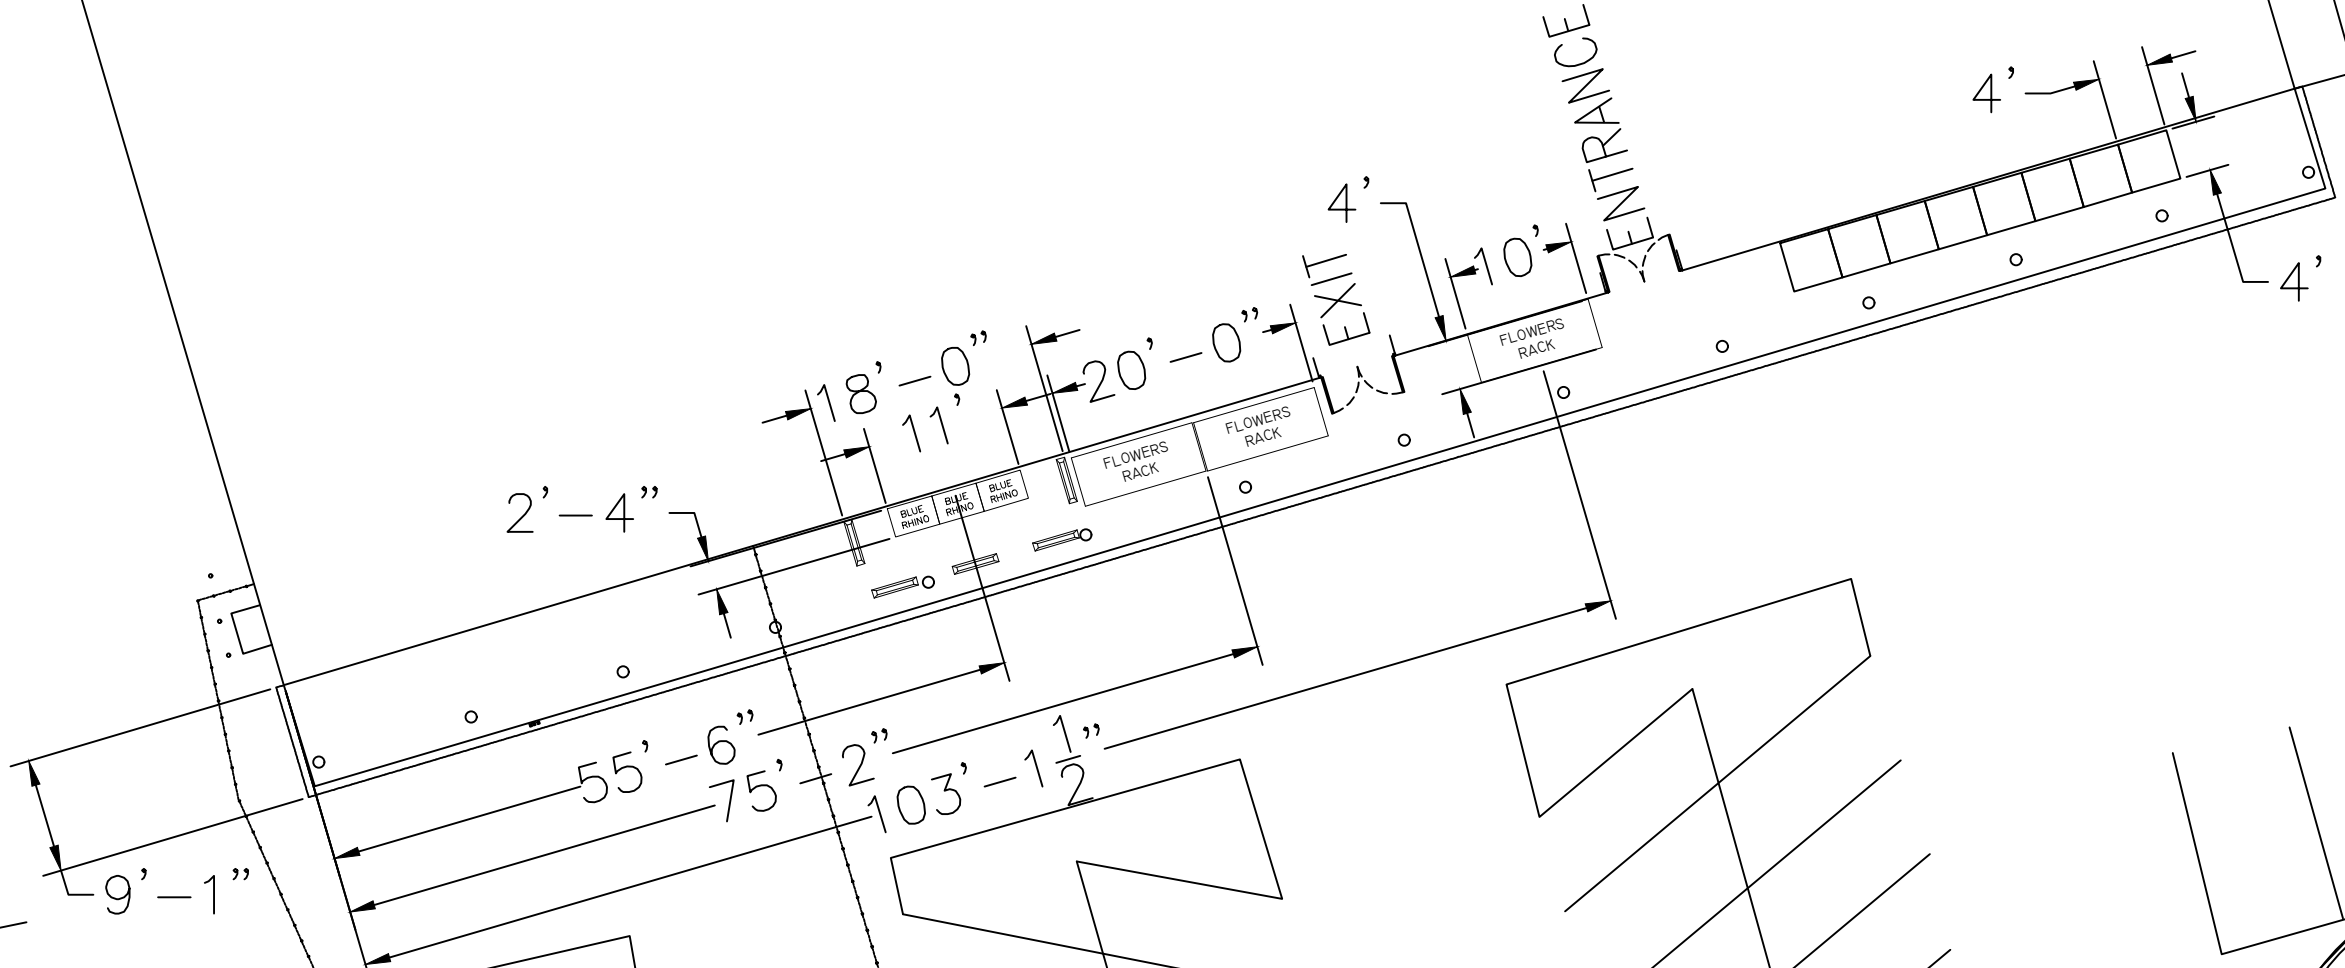 ENTRANCE
4'
4'
EXIT
10'
4'
FLOWERS
RACK
20'-0"
18'-0"
11'
FLOWERS
RACK
FLOWERS
RACK
BLUE
RHINO
BLUE
RHINO
BLUE
RHINO
2'-4"
55'-6"
75'-2"
103'-1 1/2"
9'-1"